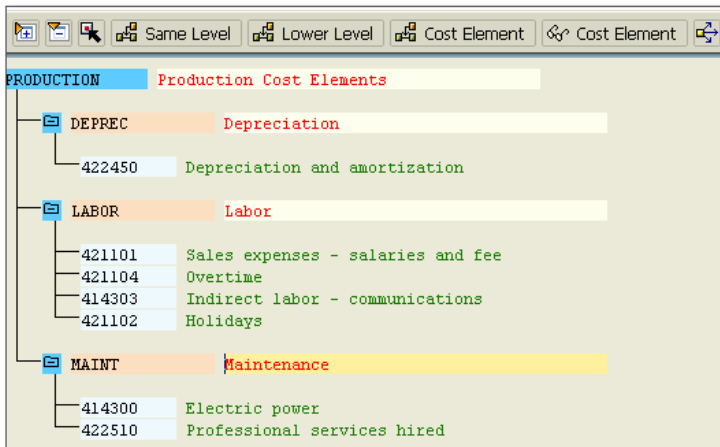 Same Level Lower Level Cost Element Cost Element
PRODUCTION Production Cost Elements
DEPREC Depreciation
422450 Depreciation and amortization
LABOR Labor
421101 Sales expenses - salaries and fee
421104 Overtime
414303 Indirect labor - communications
421102 Holidays
MAINT Maintenance
414300 Electric power
422510 Professional services hired